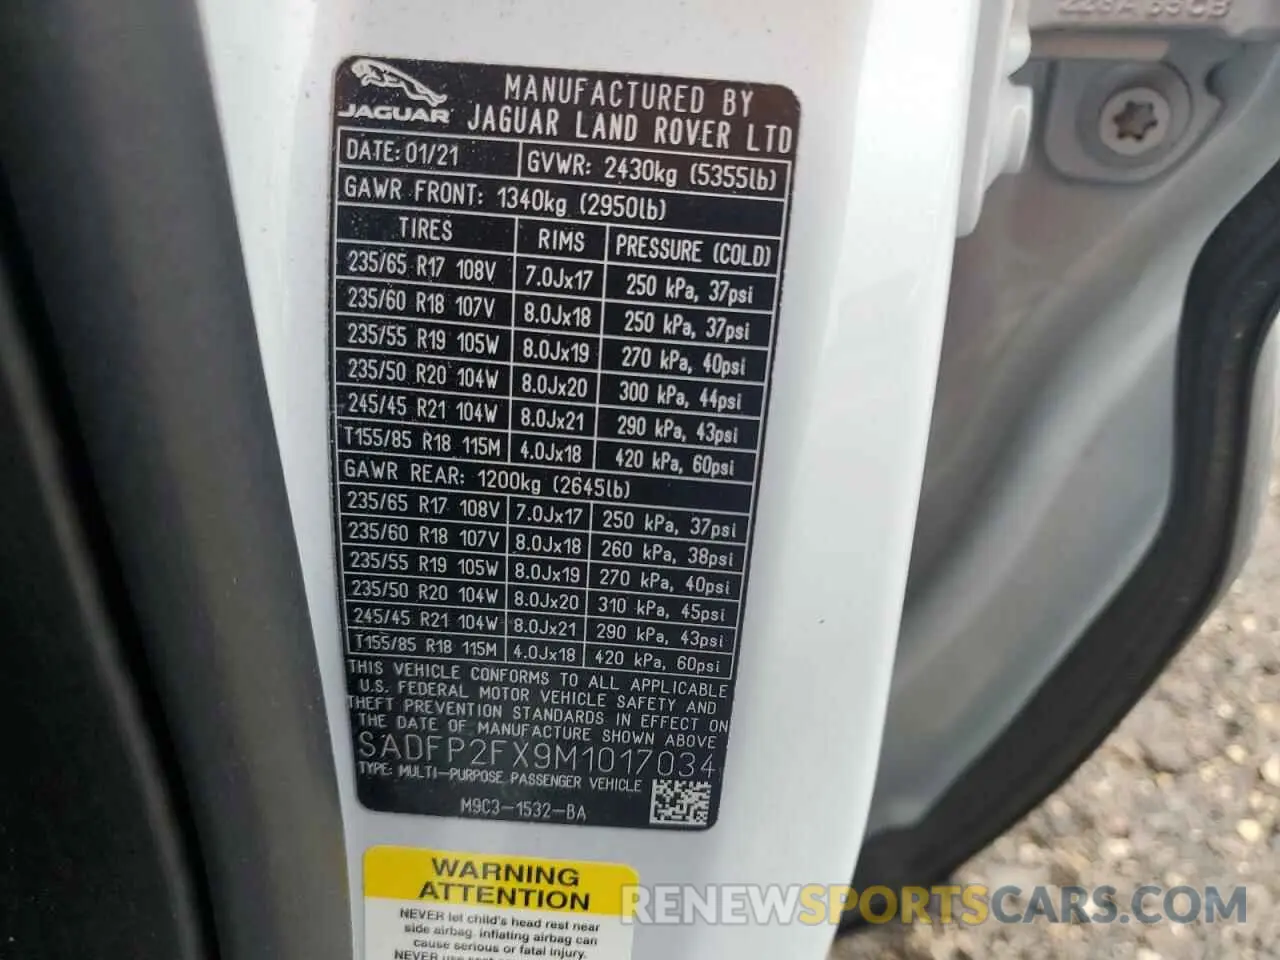 JAGUAR
MANUFACTURED BY
JAGUAR LAND ROVER LTD
DATE: 01/21 GVWR: 2430kg (5355lb)
GAWR FRONT: 1340kg (2950lb)
TIRES RIMS PRESSURE (COLD)
235/65 R17 108V 7.0Jx17 250 kPa, 37psi
235/60 R18 107V 8.0Jx18 250 kPa, 37psi
235/55 R19 105W 8.0Jx19 270 kPa, 40psi
235/50 R20 104W 8.0Jx20 300 kPa, 44psi
245/45 R21 104W 8.0Jx21 290 kPa, 43psi
T155/85 R18 115M 4.0Jx18 420 kPa, 60psi
GAWR REAR: 1200kg (2645lb)
235/65 R17 108V 7.0Jx17 250 kPa, 37psi
235/60 R18 107V 8.0Jx18 260 kPa, 38psi
235/55 R19 105W 8.0Jx19 270 kPa, 40psi
235/50 R20 104W 8.0Jx20 310 kPa, 45psi
245/45 R21 104W 8.0Jx21 290 kPa, 43psi
T155/85 R18 115M 4.0Jx18 420 kPa, 60psi
THIS VEHICLE CONFORMS TO ALL APPLICABLE
U.S. FEDERAL MOTOR VEHICLE SAFETY AND
THEFT PREVENTION STANDARDS IN EFFECT ON
THE DATE OF MANUFACTURE SHOWN ABOVE
SADFP2FX9M1017034
TYPE: MULTI-PURPOSE PASSENGER VEHICLE
M9C3-1532-BA
WARNING
ATTENTION
NEVER let child's head rest near
side airbag, inflating airbag can
cause serious or fatal injury.
RENEWSPORTSCARS.COM